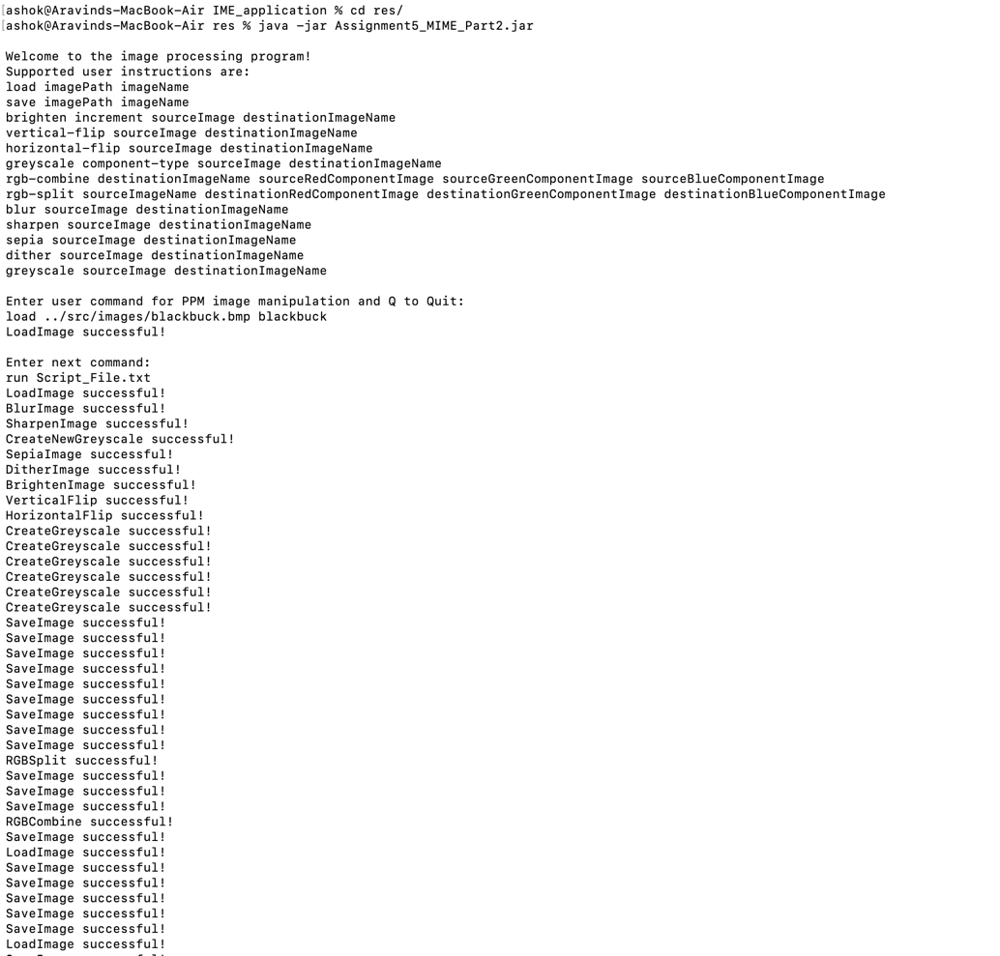 [ashok@Aravinds-MacBook-Air IME_application % cd res/
[ashok@Aravinds-MacBook-Air res % java -jar Assignment5_MIME_Part2.jar
Welcome to the image processing program!
Supported user instructions are:
load imagePath imageName
save imagePath imageName
brighten increment sourceImage destinationImageName
vertical-flip sourceImage destinationImageName
horizontal-flip sourceImage destinationImageName
greyscale component-type sourceImage destinationImageName
rgb-combine destinationImageName sourceRedComponentImage sourceGreenComponentImage sourceBlueComponentImage
rgb-split sourceImageName destinationRedComponentImage destinationGreenComponentImage destinationBlueComponentImage
blur sourceImage destinationImageName
sharpen sourceImage destinationImageName
sepia sourceImage destinationImageName
dither sourceImage destinationImageName
greyscale sourceImage destinationImageName
Enter user command for PPM image manipulation and Q to Quit:
load ../src/images/blackbuck.bmp blackbuck
LoadImage successful!
Enter next command:
run Script_File.txt
LoadImage successful!
BlurImage successful!
SharpenImage successful!
CreateNewGreyscale successful!
SepiaImage successful!
DitherImage successful!
BrightenImage successful!
VerticalFlip successful!
HorizontalFlip successful!
CreateGreyscale successful!
CreateGreyscale successful!
CreateGreyscale successful!
CreateGreyscale successful!
CreateGreyscale successful!
CreateGreyscale successful!
SaveImage successful!
SaveImage successful!
SaveImage successful!
SaveImage successful!
SaveImage successful!
SaveImage successful!
SaveImage successful!
SaveImage successful!
SaveImage successful!
RGBSplit successful!
SaveImage successful!
SaveImage successful!
SaveImage successful!
RGBCombine successful!
SaveImage successful!
LoadImage successful!
SaveImage successful!
SaveImage successful!
SaveImage successful!
SaveImage successful!
SaveImage successful!
LoadImage successful!